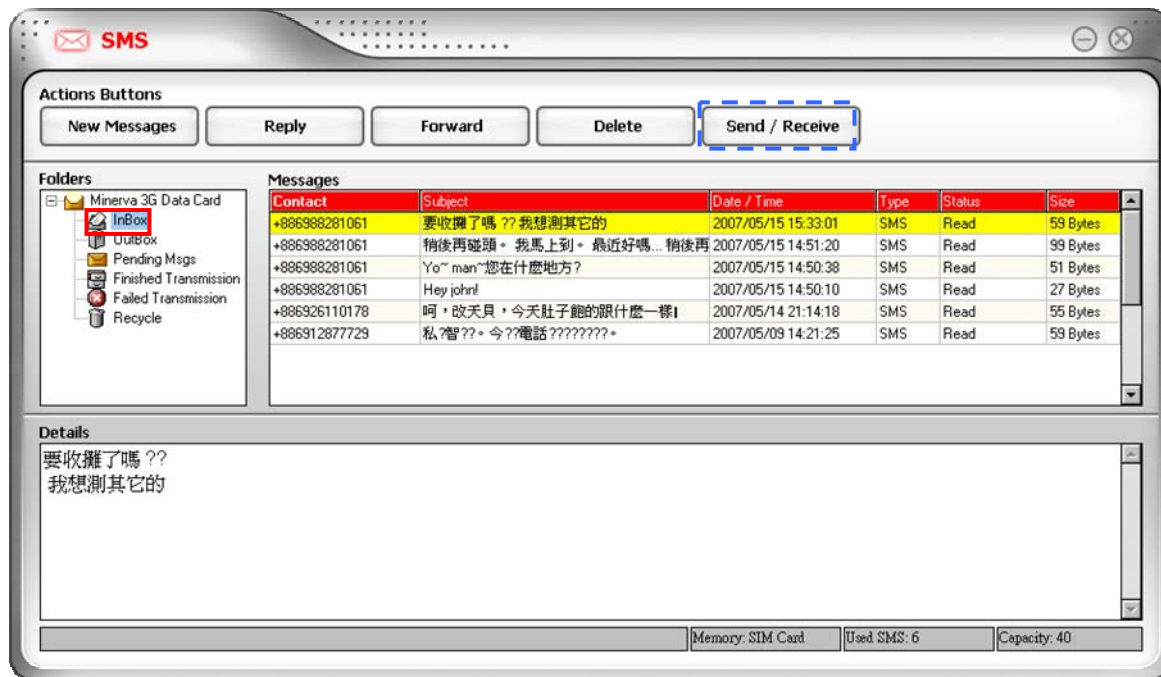 SMS
Actions Buttons
New Messages Reply Forward Delete Send / Receive
Folders
Minerva 3G Data Card
InBox
OutBox
Pending Msgs
Finished Transmission
Failed Transmission
Recycle
Messages
Contact Subject Date / Time Type Status Size
+886988281061 要收攤了嗎 ?? 我想測其它的 2007/05/15 15:33:01 SMS Read 59 Bytes
+886988281061 稍後再碰頭。 我馬上到。 最近好嗎... 稍後再 2007/05/15 14:51:20 SMS Read 99 Bytes
+886988281061 Yo~ man~您在什麼地方? 2007/05/15 14:50:38 SMS Read 51 Bytes
+886988281061 Hey john! 2007/05/15 14:50:10 SMS Read 27 Bytes
+886926110178 呵，改天見，今天肚子飽的跟什麼一樣 2007/05/14 21:14:18 SMS Read 55 Bytes
+886912877729 私?智??。今??電話????????。 2007/05/09 14:21:25 SMS Read 59 Bytes
Details
要收攤了嗎 ??
我想測其它的
Memory: SIM Card Used SMS: 6 Capacity: 40